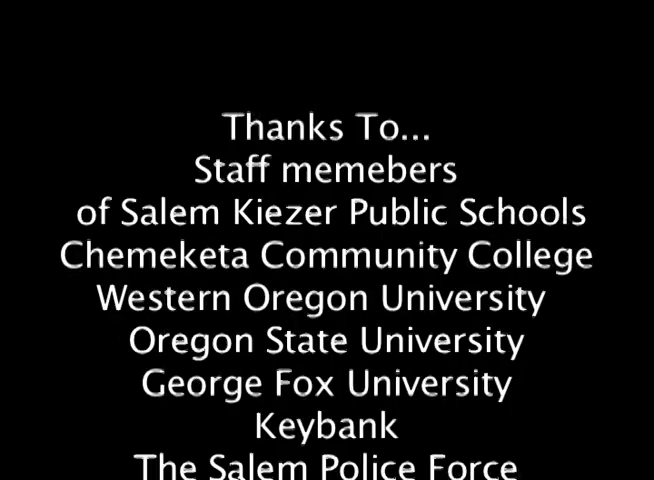 Thanks To...
Staff memebers
of Salem Kiezer Public Schools
Chemeketa Community College
Western Oregon University
Oregon State University
George Fox University
Keybank
The Salem Police Force